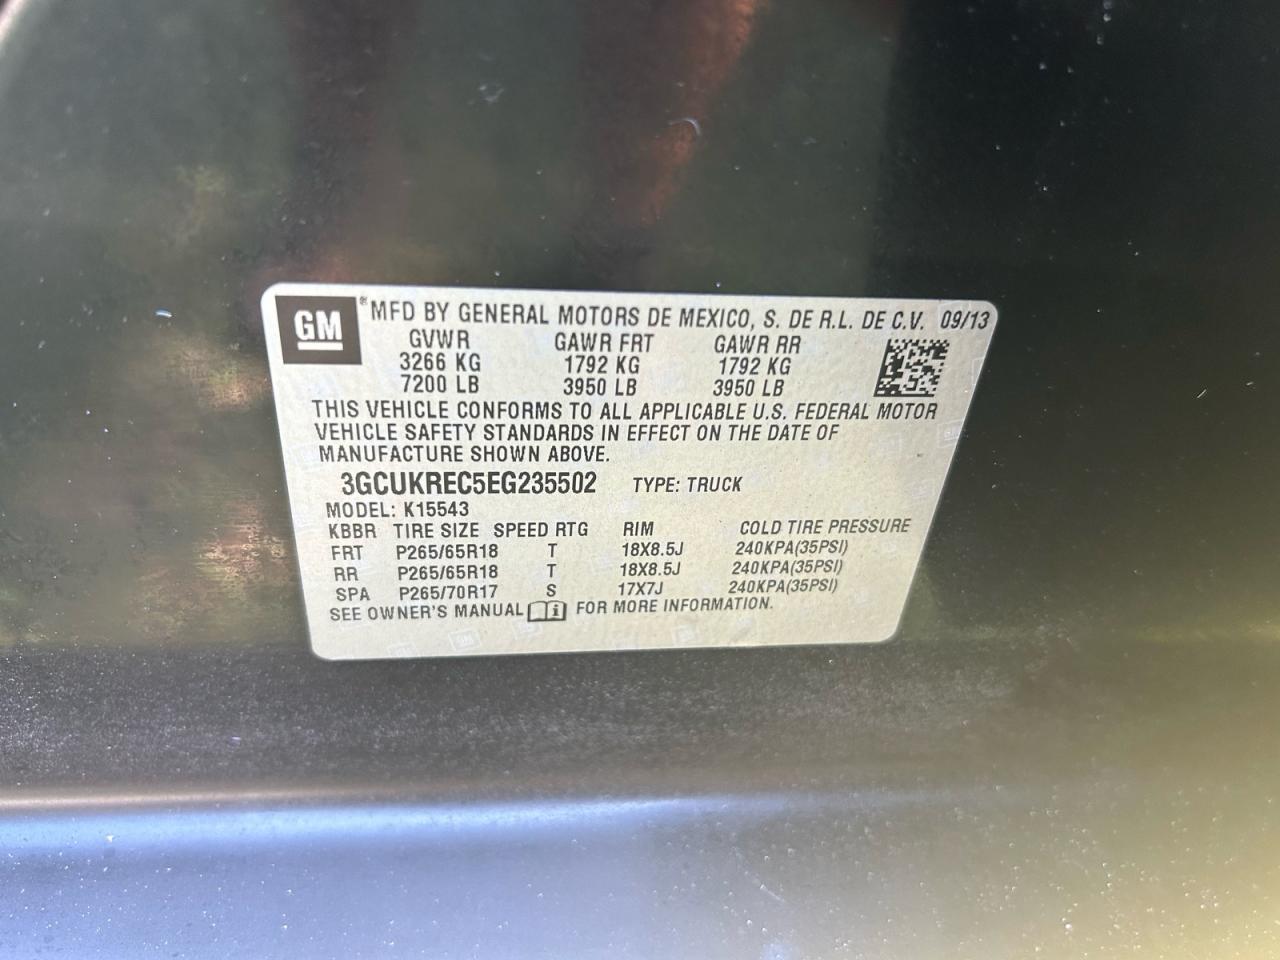 GM ® MFD BY GENERAL MOTORS DE MEXICO, S. DE R.L. DE C.V. 09/13
GVWR GAWR FRT GAWR RR
3266 KG 1792 KG 1792 KG
7200 LB 3950 LB 3950 LB
THIS VEHICLE CONFORMS TO ALL APPLICABLE U.S. FEDERAL MOTOR
VEHICLE SAFETY STANDARDS IN EFFECT ON THE DATE OF
MANUFACTURE SHOWN ABOVE.
3GCUKREC5EG235502 TYPE: TRUCK
MODEL: K15543
KBBR TIRE SIZE SPEED RTG RIM COLD TIRE PRESSURE
FRT P265/65R18 T 18X8.5J 240KPA(35PSI)
RR P265/65R18 T 18X8.5J 240KPA(35PSI)
SPA P265/70R17 S 17X7J 240KPA(35PSI)
SEE OWNER'S MANUAL i FOR MORE INFORMATION.